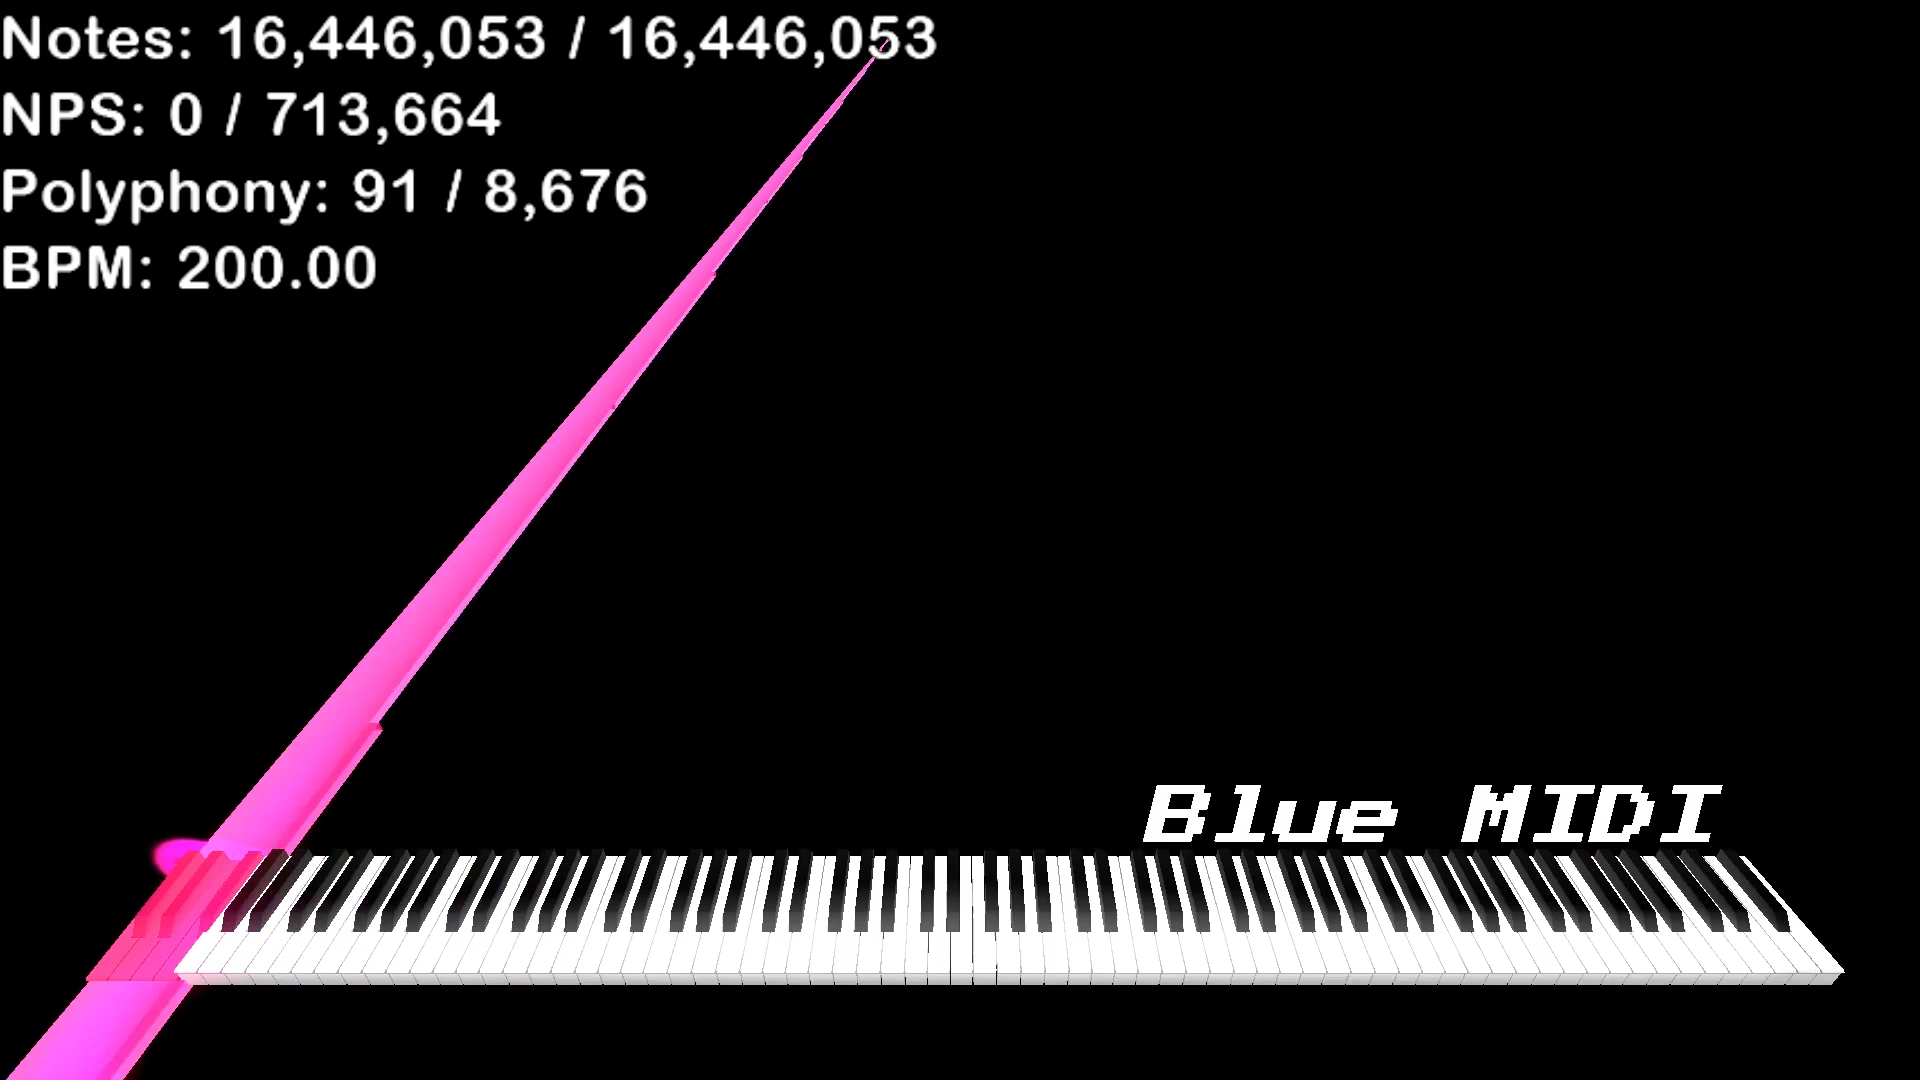 Notes: 16,446,053 / 16,446,053
NPS: 0 / 713,664
Polyphony: 91 / 8,676
BPM: 200.00
Blue MIDI